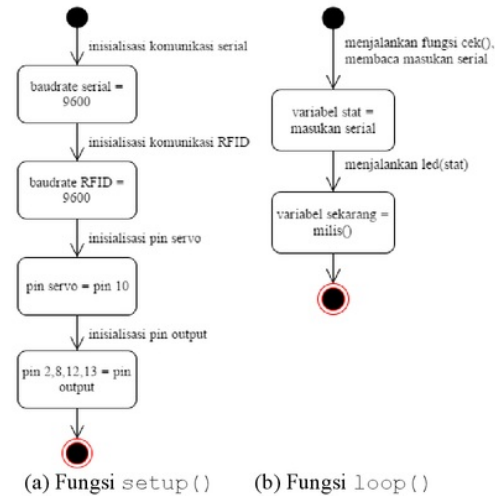 inisialisasi komunikasi serial
baudrate serial =
9600
inisialisasi komunikasi RFID
baudrate RFID =
9600
inisialisasi pin servo
pin servo = pin 10
inisialisasi pin output
pin 2,8,12,13 = pin
output
(a) Fungsi setup()
menjalankan fungsi cek(),
membaca masukan serial
variabel stat =
masukan serial
menjalankan led(stat)
variabel sekarang =
milis()
(b) Fungsi loop()